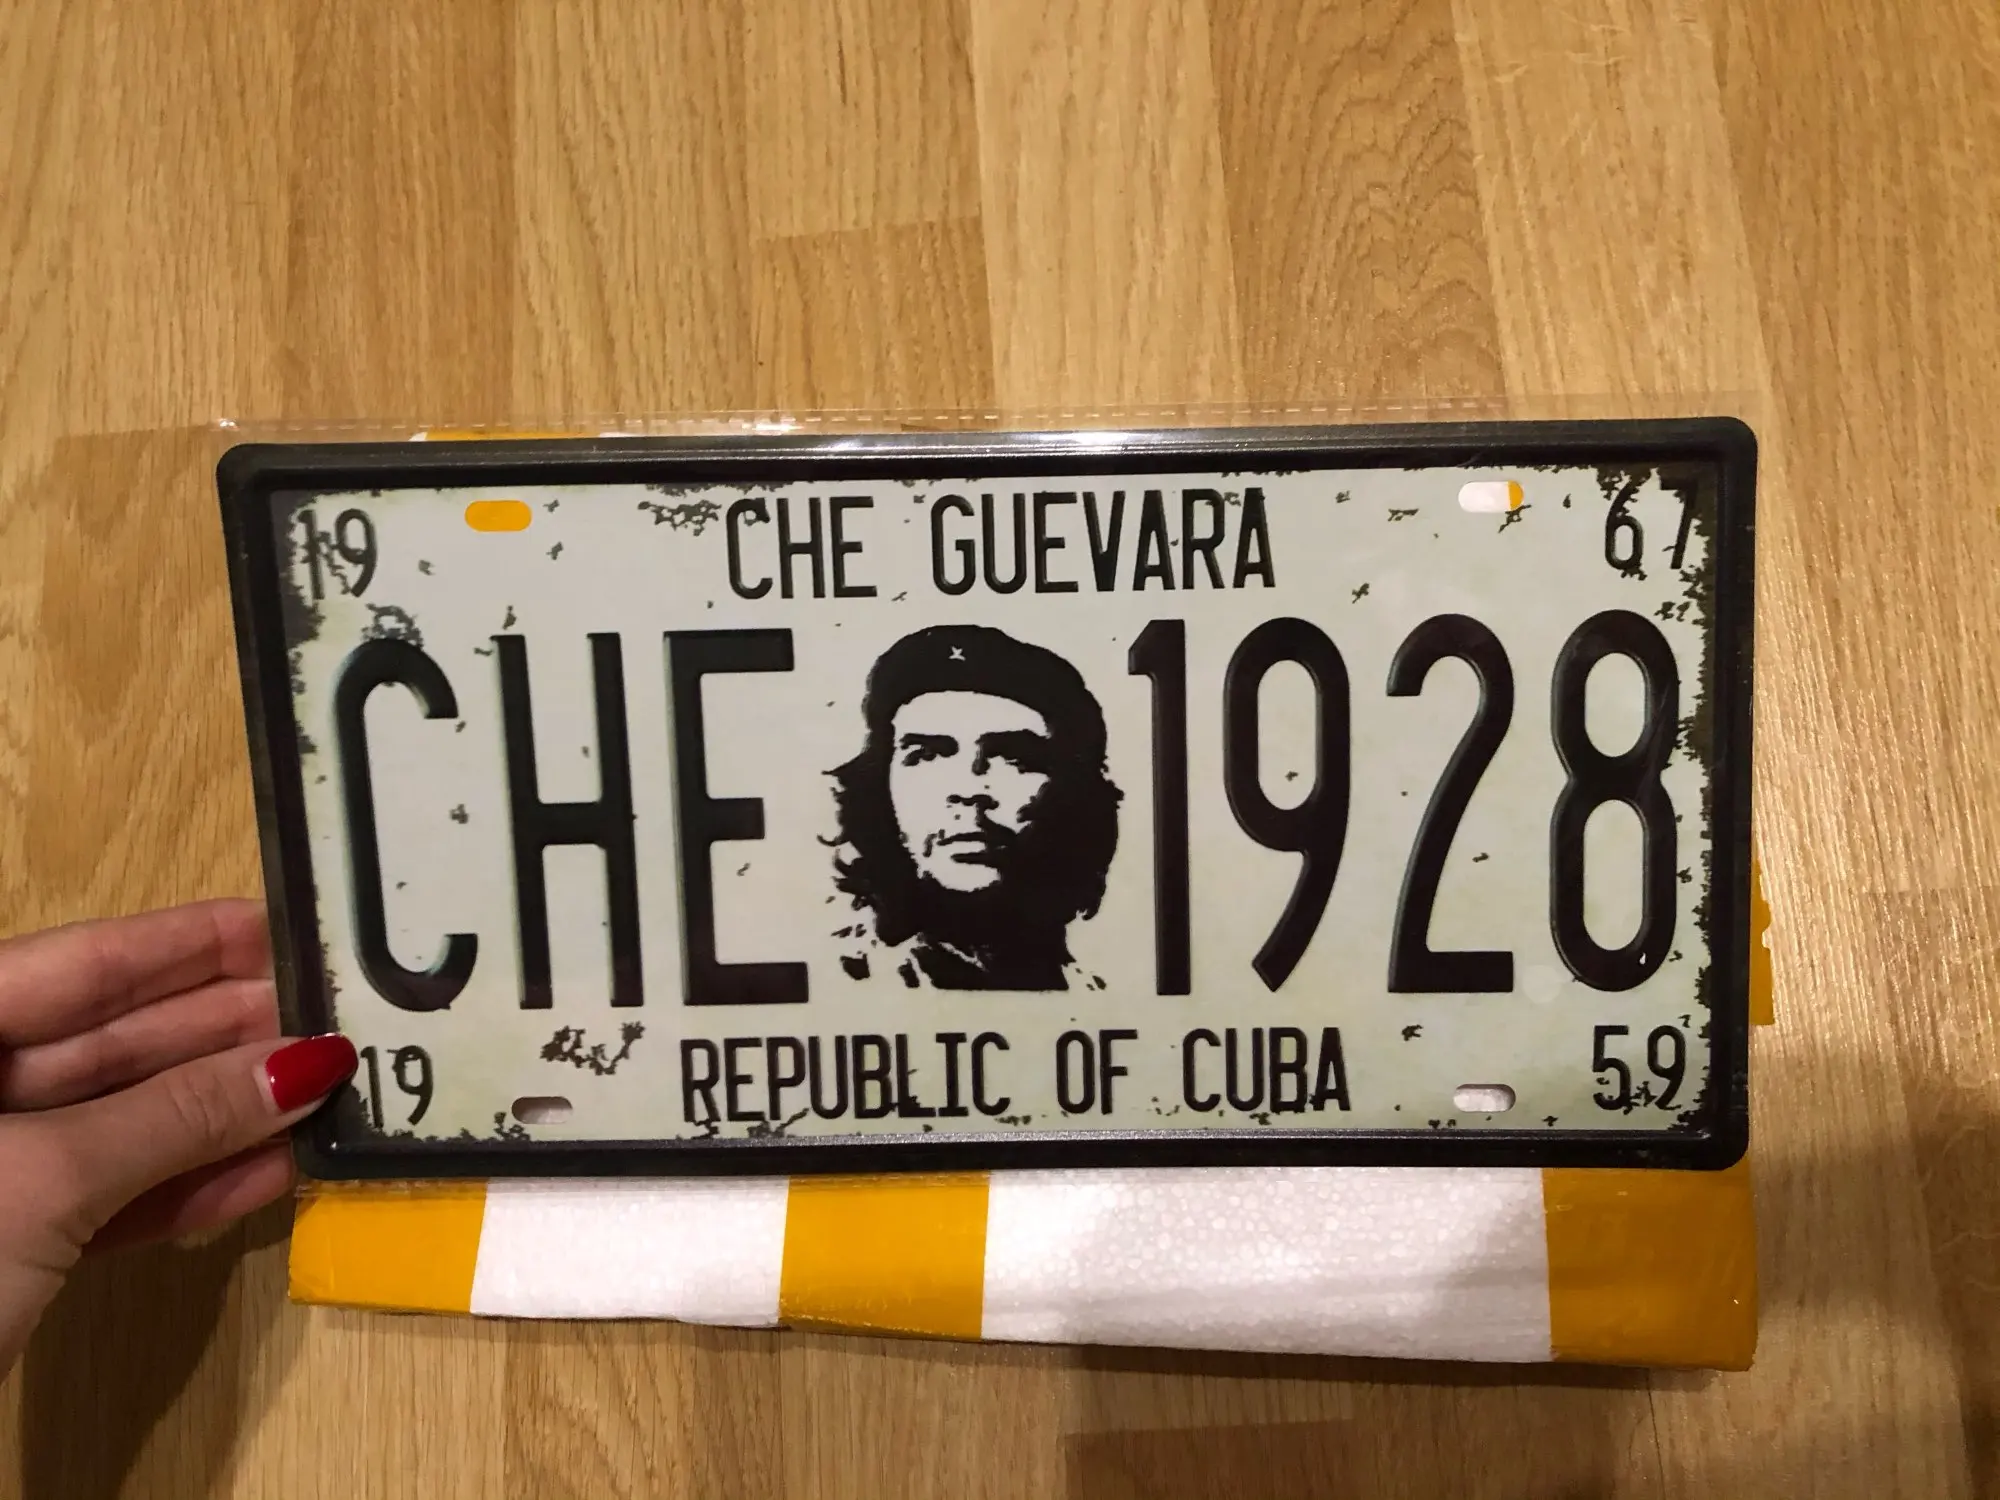 19 CHE GUEVARA 67
CHE 1928
19 REPUBLIC OF CUBA 59